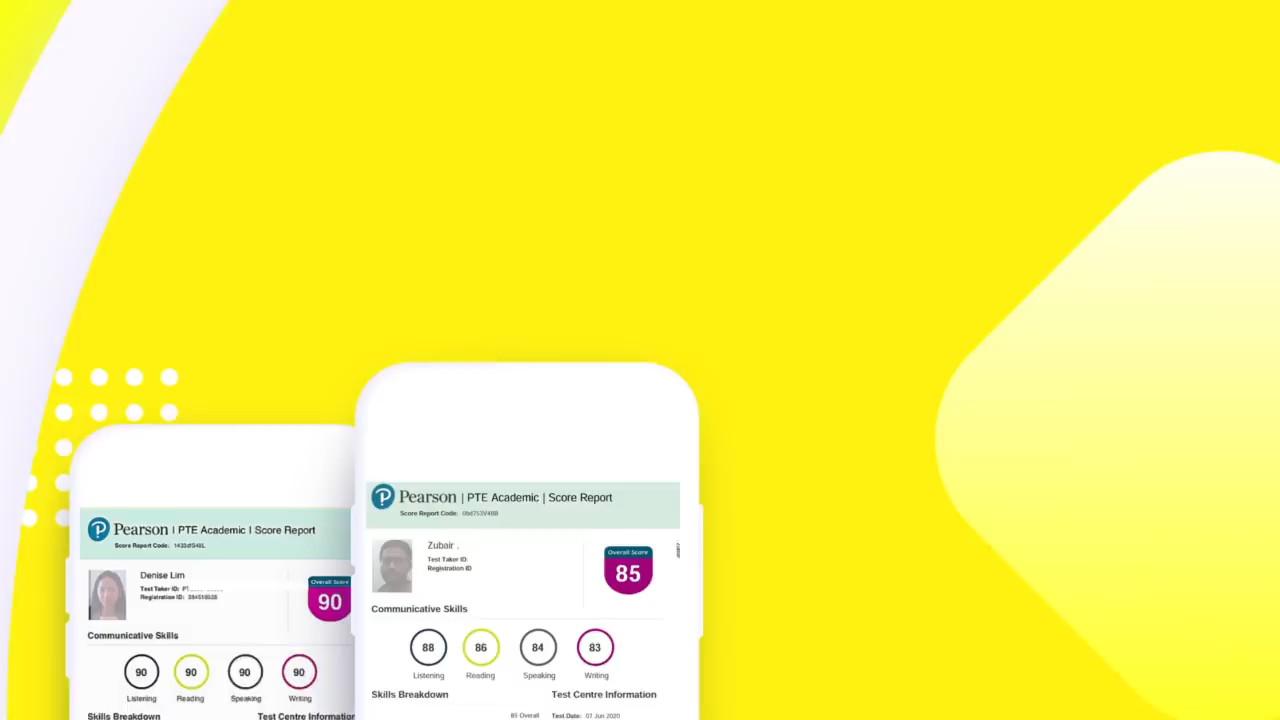 Pearson | PTE Academic | Score Report
Score Report Code:
Denise Lim
Test Taker ID:
Registration ID:
Overall Score
90
Communicative Skills
90 90 90 90
Listening Reading Speaking Writing
Skills Breakdown
Test Centre Information
Pearson | PTE Academic | Score Report
Score Report Code:
Zubair .
Test Taker ID:
Registration ID
Overall Score
85
Communicative Skills
88 86 84 83
Listening Reading Speaking Writing
Skills Breakdown
Test Centre Information
85 Overall
Test Date: 07 Jun 2020